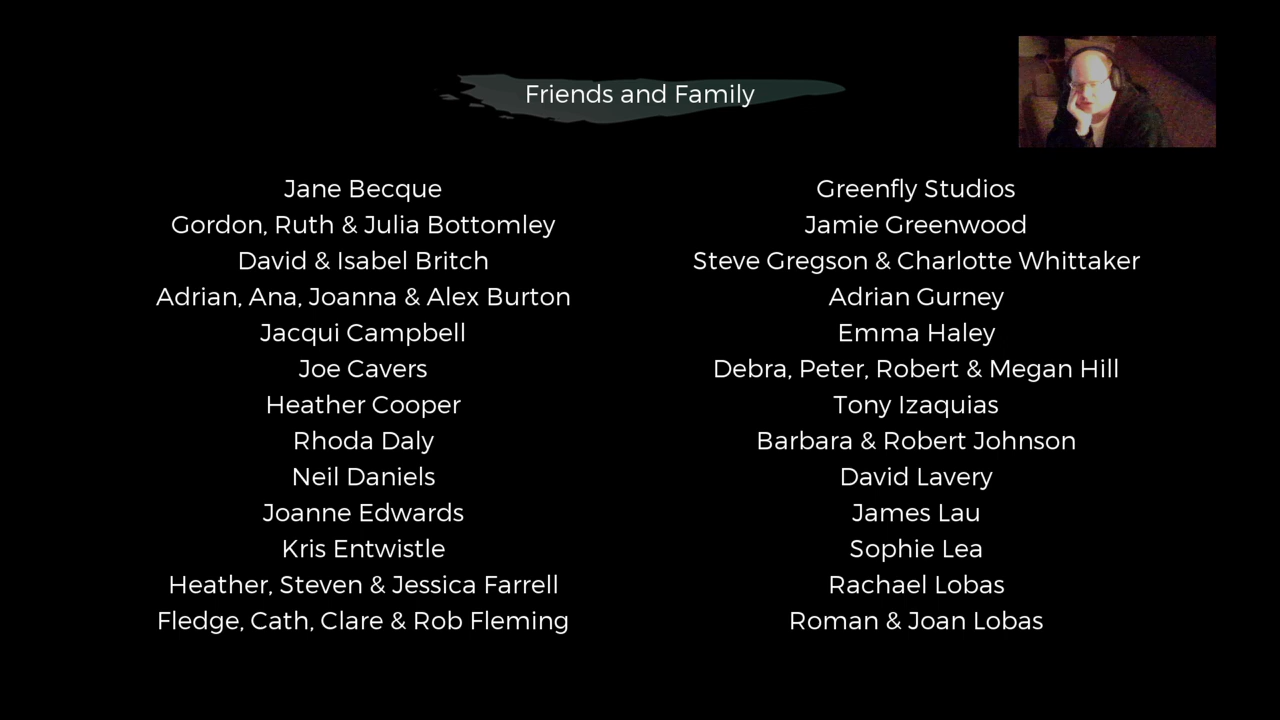 Friends and Family
Jane Becque
Gordon, Ruth & Julia Bottomley
David & Isabel Britch
Adrian, Ana, Joanna & Alex Burton
Jacqui Campbell
Joe Cavers
Heather Cooper
Rhoda Daly
Neil Daniels
Joanne Edwards
Kris Entwistle
Heather, Steven & Jessica Farrell
Fledge, Cath, Clare & Rob Fleming
Greenfly Studios
Jamie Greenwood
Steve Gregson & Charlotte Whittaker
Adrian Gurney
Emma Haley
Debra, Peter, Robert & Megan Hill
Tony Izaquias
Barbara & Robert Johnson
David Lavery
James Lau
Sophie Lea
Rachael Lobas
Roman & Joan Lobas